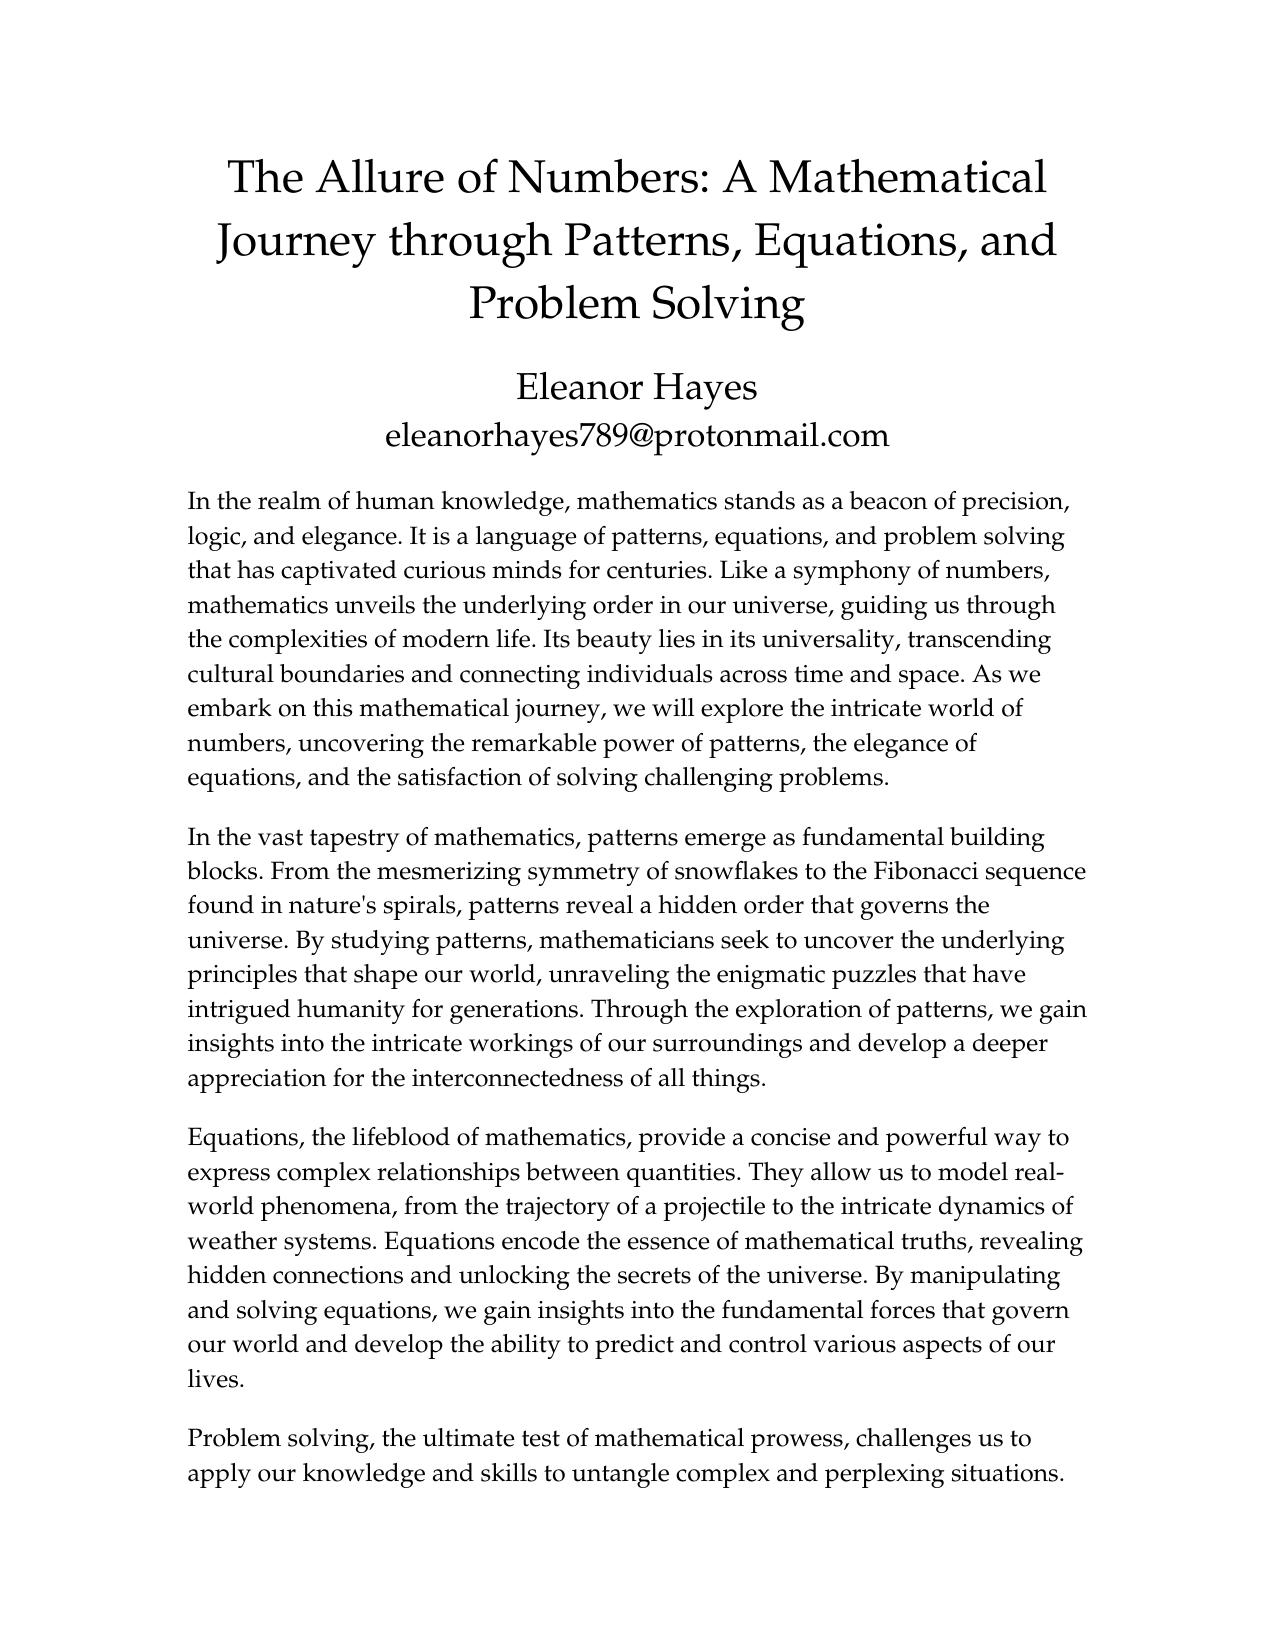 The Allure of Numbers: A Mathematical
Journey through Patterns, Equations, and
Problem Solving
Eleanor Hayes
eleanorhayes789@protonmail.com
In the realm of human knowledge, mathematics stands as a beacon of precision,
logic, and elegance. It is a language of patterns, equations, and problem solving
that has captivated curious minds for centuries. Like a symphony of numbers,
mathematics unveils the underlying order in our universe, guiding us through
the complexities of modern life. Its beauty lies in its universality, transcending
cultural boundaries and connecting individuals across time and space. As we
embark on this mathematical journey, we will explore the intricate world of
numbers, uncovering the remarkable power of patterns, the elegance of
equations, and the satisfaction of solving challenging problems.
In the vast tapestry of mathematics, patterns emerge as fundamental building
blocks. From the mesmerizing symmetry of snowflakes to the Fibonacci sequence
found in nature's spirals, patterns reveal a hidden order that governs the
universe. By studying patterns, mathematicians seek to uncover the underlying
principles that shape our world, unraveling the enigmatic puzzles that have
intrigued humanity for generations. Through the exploration of patterns, we gain
insights into the intricate workings of our surroundings and develop a deeper
appreciation for the interconnectedness of all things.
Equations, the lifeblood of mathematics, provide a concise and powerful way to
express complex relationships between quantities. They allow us to model real-
world phenomena, from the trajectory of a projectile to the intricate dynamics of
weather systems. Equations encode the essence of mathematical truths, revealing
hidden connections and unlocking the secrets of the universe. By manipulating
and solving equations, we gain insights into the fundamental forces that govern
our world and develop the ability to predict and control various aspects of our
lives.
Problem solving, the ultimate test of mathematical prowess, challenges us to
apply our knowledge and skills to untangle complex and perplexing situations.